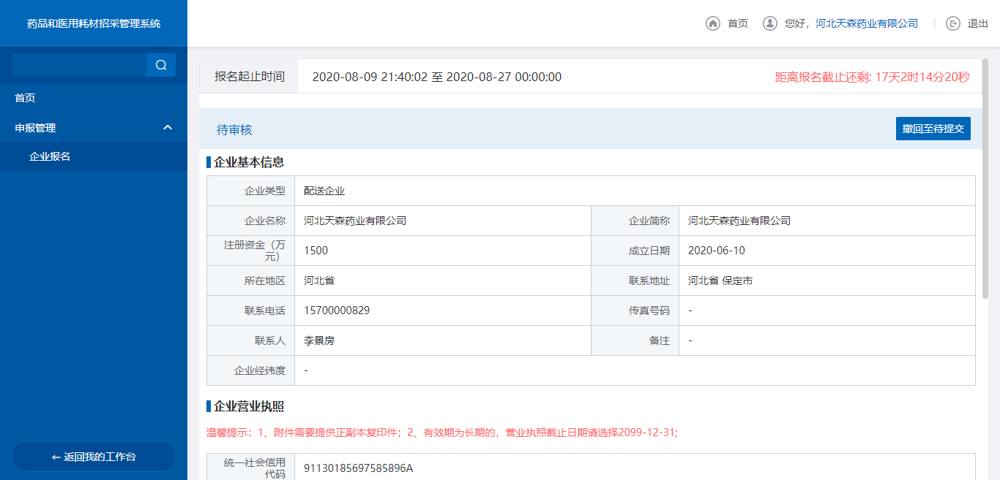 药品和医用耗材招采管理系统
首页
您好，河北天森药业有限公司
退出
首页
申报管理
企业报名
返回我的工作台
报名起止时间
2020-08-09 21:40:02 至 2020-08-27 00:00:00
距离报名截止还剩: 17天2时14分20秒
待审核
撤回至待提交
企业基本信息
企业类型
配送企业
企业名称
河北天森药业有限公司
企业简称
河北天森药业有限公司
注册资金（万
元）
1500
成立日期
2020-06-10
所在地区
河北省
联系地址
河北省 保定市
联系电话
15700000829
传真号码
-
联系人
李景房
备注
-
企业经纬度
-
企业营业执照
温馨提示：1、附件需要提供正副本复印件；2、有效期为长期的，营业执照截止日期请选择2099-12-31;
统一社会信用
代码
91130185697585896A